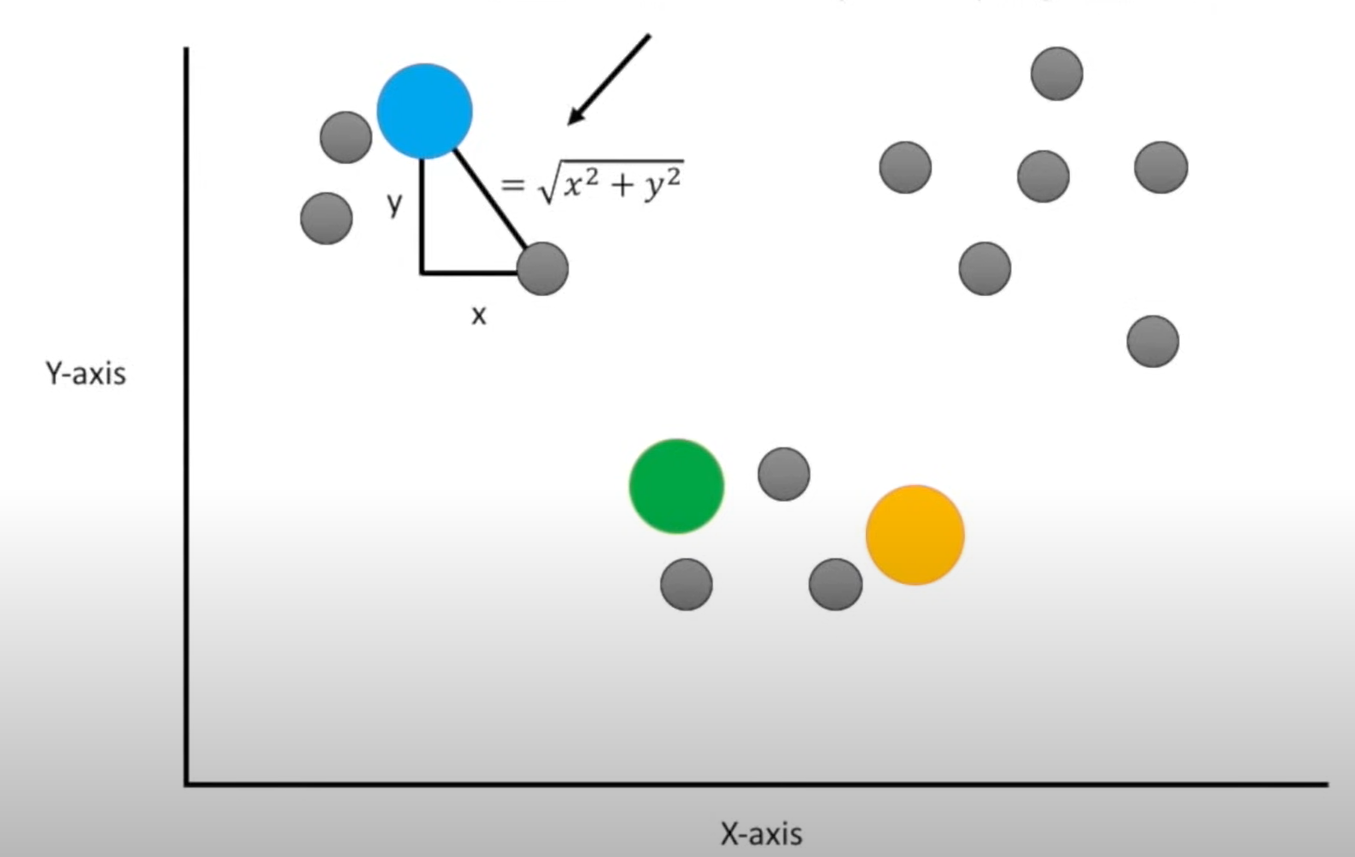 = √x² + y²
y
x
Y-axis
X-axis